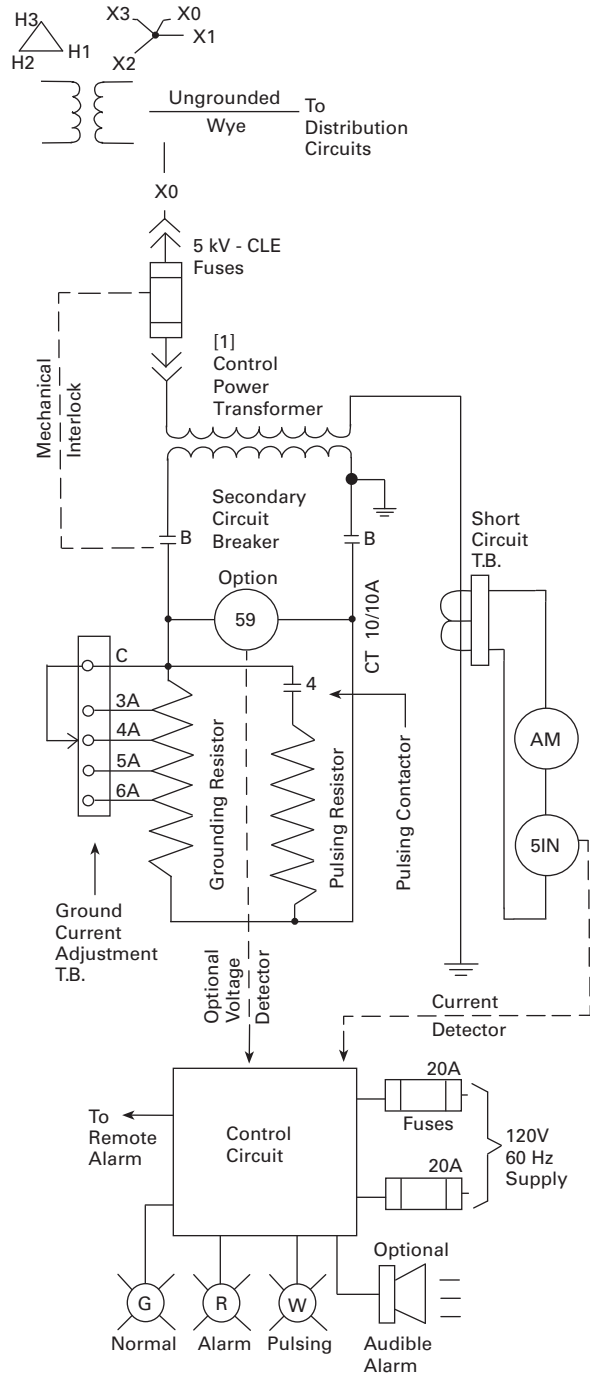 H3
H1
H2
X3
X0
X1
X2
Ungrounded
Wye
To
Distribution
Circuits
X0
5 kV - CLE
Fuses
Mechanical
Interlock
[1]
Control
Power
Transformer
Secondary
Circuit
Breaker
B
B
Short
Circuit
T.B.
Option
59
CT 10/10A
C
3A
4A
5A
6A
4
Grounding Resistor
Pulsing Resistor
Pulsing Contactor
AM
5IN
Ground
Current
Adjustment
T.B.
Optional
Voltage
Detector
Current
Detector
To
Remote
Alarm
Control
Circuit
20A
Fuses
20A
120V
60 Hz
Supply
G
Normal
R
Alarm
W
Pulsing
Optional
Audible
Alarm